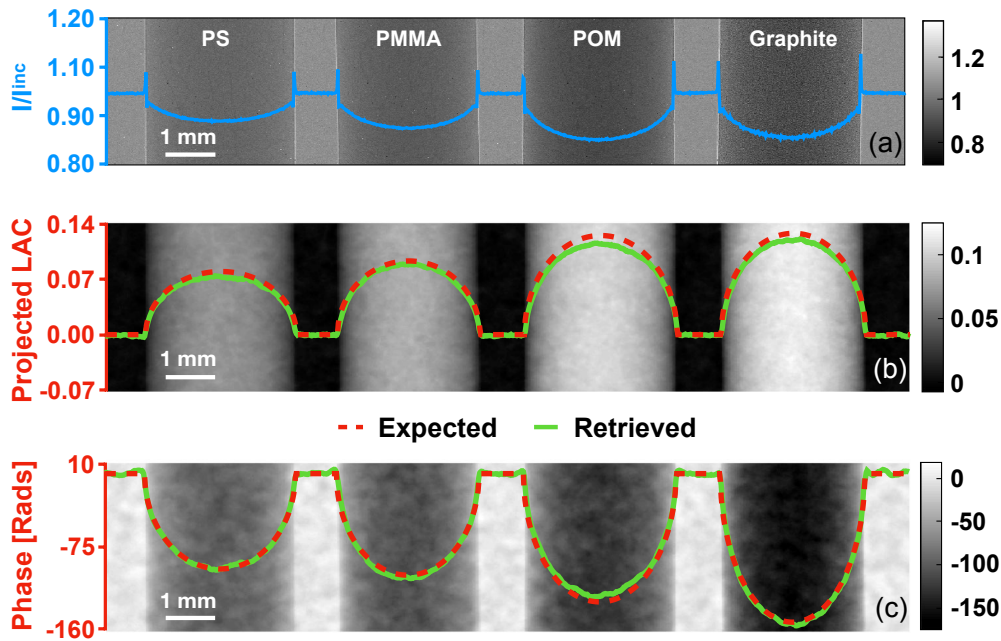 1.20
1.10
0.90
0.80
I/I^inc
PS PMMA POM Graphite
1 mm
(a)
1.2
1
0.8
0.14
0.07
0.00
-0.07
Projected LAC
1 mm
(b)
0.1
0.05
0
Expected Retrieved
10
-75
-160
Phase [Rads]
1 mm
(c)
0
-50
-100
-150